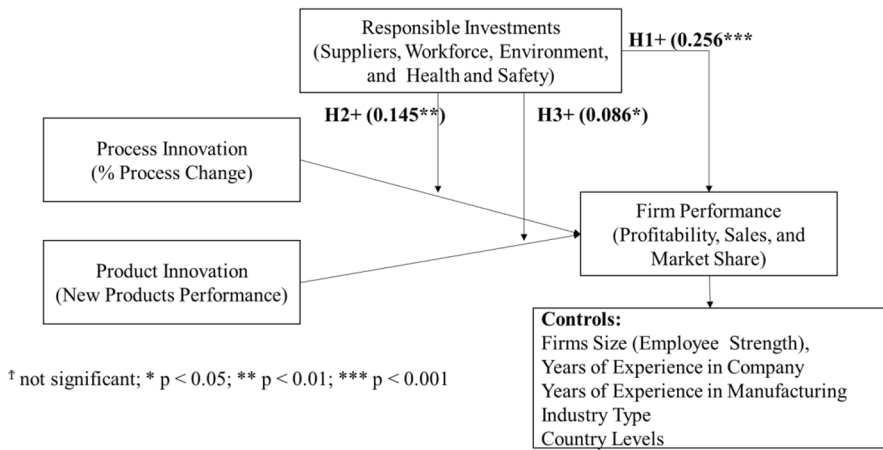 Responsible Investments
(Suppliers, Workforce, Environment,
and Health and Safety)
H1+ (0.256***
H2+ (0.145**)
H3+ (0.086*)
Process Innovation
(% Process Change)
Firm Performance
(Profitability, Sales, and
Market Share)
Product Innovation
(New Products Performance)
Controls:
Firms Size (Employee Strength),
Years of Experience in Company
Years of Experience in Manufacturing
Industry Type
Country Levels
Ϯ not significant; * p < 0.05; ** p < 0.01; *** p < 0.001